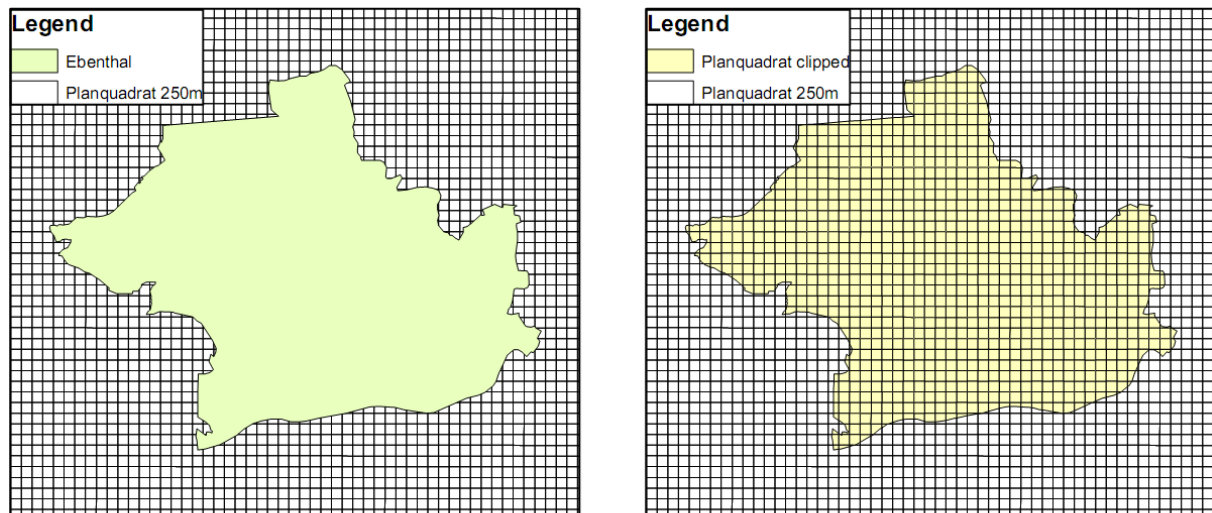 Legend
Ebenthal
Planquadrat 250m
Legend
Planquadrat clipped
Planquadrat 250m